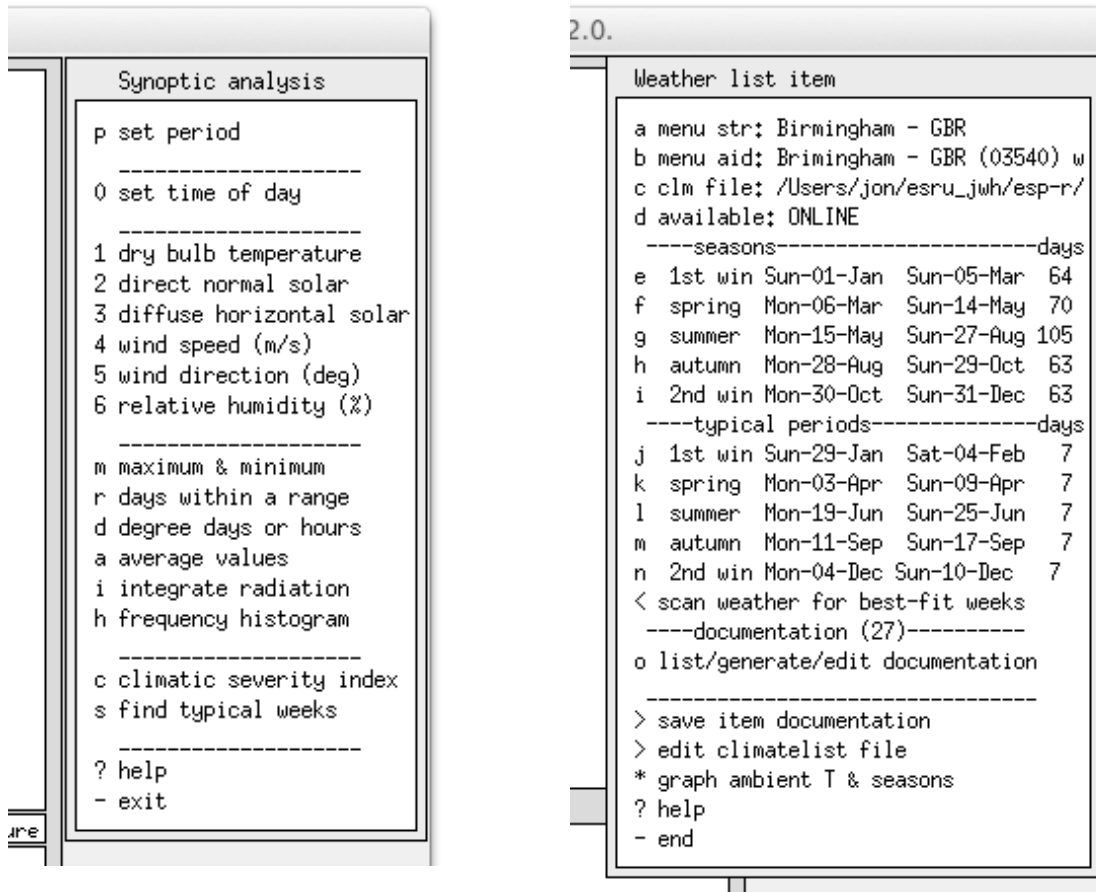 Synoptic analysis
p set period
--------------------
0 set time of day
--------------------
1 dry bulb temperature
2 direct normal solar
3 diffuse horizontal solar
4 wind speed (m/s)
5 wind direction (deg)
6 relative humidity (%)
--------------------
m maximum & minimum
r days within a range
d degree days or hours
a average values
i integrate radiation
h frequency histogram
--------------------
c climatic severity index
s find typical weeks
--------------------
? help
- exit
ure
2.0.
Weather list item
a menu str: Birmingham - GBR
b menu aid: Brimingham - GBR (03540) w
c clm file: /Users/jon/esru_jwh/esp-r/
d available: ONLINE
----seasons----------------------days
e 1st win Sun-01-Jan Sun-05-Mar 64
f spring Mon-06-Mar Sun-14-May 70
g summer Mon-15-May Sun-27-Aug 105
h autumn Mon-28-Aug Sun-29-Oct 63
i 2nd win Mon-30-Oct Sun-31-Dec 63
----typical periods--------------days
j 1st win Sun-29-Jan Sat-04-Feb 7
k spring Mon-03-Apr Sun-09-Apr 7
l summer Mon-19-Jun Sun-25-Jun 7
m autumn Mon-11-Sep Sun-17-Sep 7
n 2nd win Mon-04-Dec Sun-10-Dec 7
< scan weather for best-fit weeks
----documentation (27)----------
o list/generate/edit documentation
---------------------------------
> save item documentation
> edit climatelist file
* graph ambient T & seasons
? help
- end